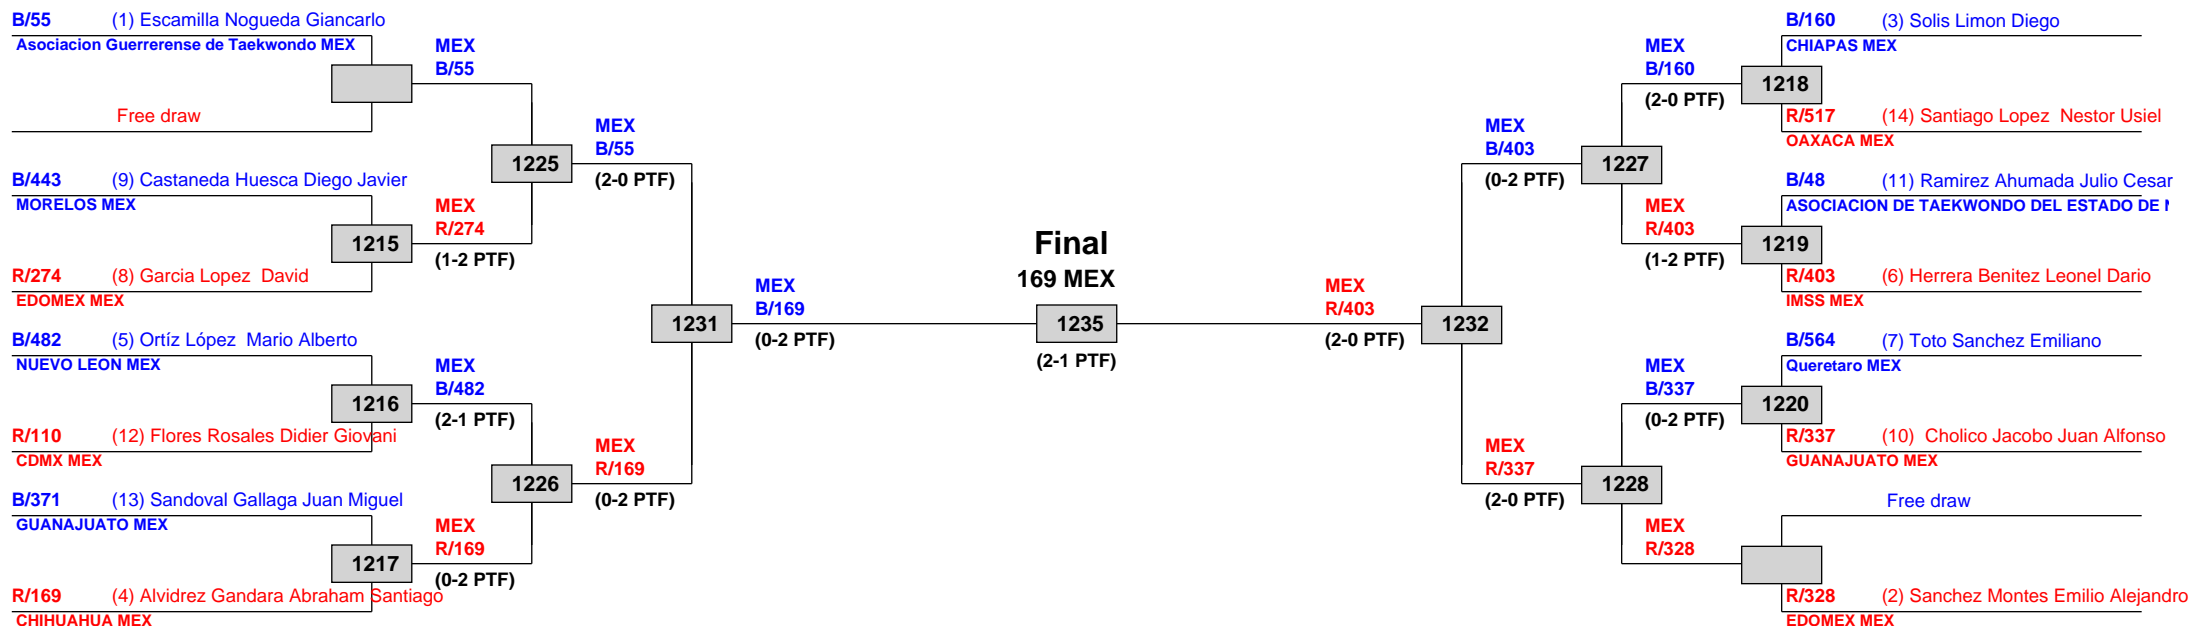 B/55 (1) Escamilla Nogueda Giancarlo
Asociacion Guerrerense de Taekwondo MEX
Free draw
B/443 (9) Castaneda Huesca Diego Javier
MORELOS MEX
1215
R/274 (8) Garcia Lopez  David
EDOMEX MEX
B/482 (5) Ortíz López  Mario Alberto
NUEVO LEON MEX
1216
R/110 (12) Flores Rosales Didier Giovani
CDMX MEX
B/371 (13) Sandoval Gallaga Juan Miguel
GUANAJUATO MEX
1217
R/169 (4) Alvidrez Gandara Abraham Santiago
CHIHUAHUA MEX
MEX
B/55
1225
MEX
R/274
(1-2 PTF)
MEX
B/482
(2-1 PTF)
1226
MEX
R/169
(0-2 PTF)
MEX
B/55
(2-0 PTF)
1231
MEX
R/169
(0-2 PTF)
MEX
B/169
(0-2 PTF)
Final
169 MEX
1235
(2-1 PTF)
MEX
R/403
(2-0 PTF)
1232
MEX
B/403
(0-2 PTF)
MEX
R/337
(2-0 PTF)
MEX
B/160
(2-0 PTF)
1227
MEX
R/403
(1-2 PTF)
MEX
B/337
(0-2 PTF)
1228
MEX
R/328
B/160 (3) Solis Limon Diego
CHIAPAS MEX
1218
R/517 (14) Santiago Lopez  Nestor Usiel
OAXACA MEX
B/48 (11) Ramirez Ahumada Julio Cesar
ASOCIACION DE TAEKWONDO DEL ESTADO DE
1219
R/403 (6) Herrera Benitez Leonel Dario
IMSS MEX
B/564 (7) Toto Sanchez Emiliano
Queretaro MEX
1220
R/337 (10)  Cholico Jacobo Juan Alfonso
GUANAJUATO MEX
Free draw
R/328 (2) Sanchez Montes Emilio Alejandro
EDOMEX MEX